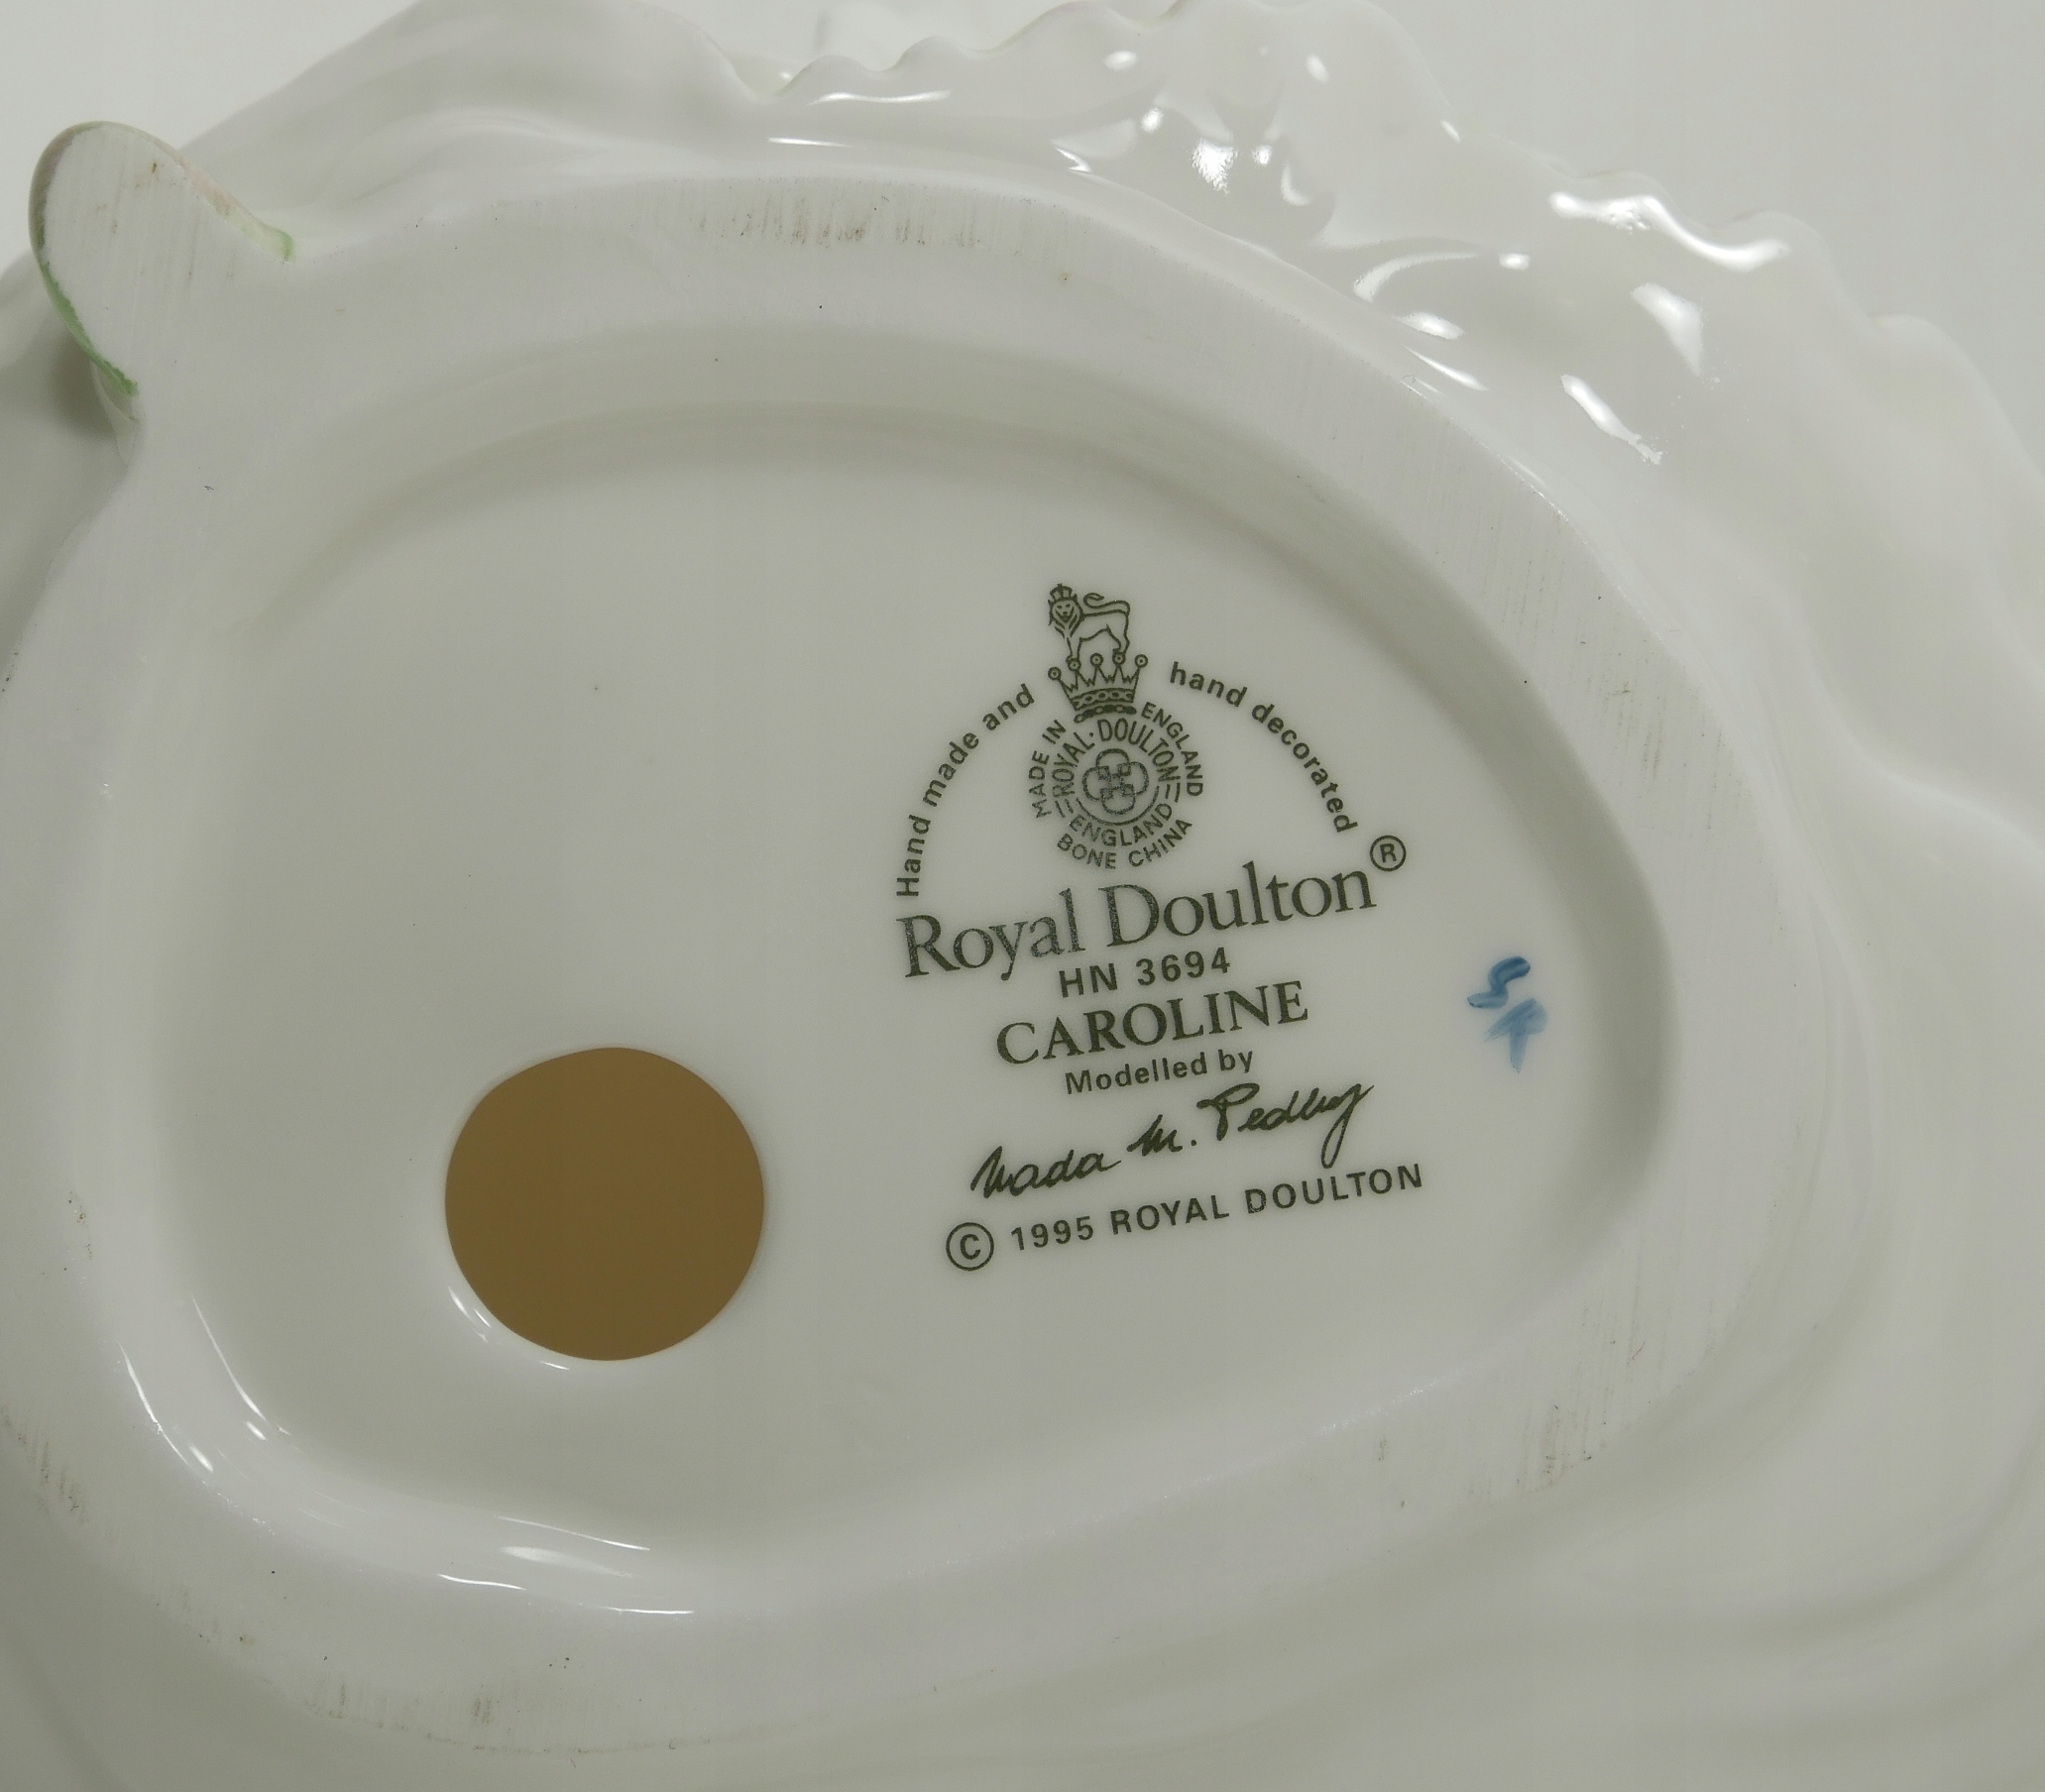 Hand made and hand decorated
MADE IN ENGLAND
ROYAL·DOULTON
ENGLAND
BONE CHINA
Royal Doulton®
HN 3694
CAROLINE
Modelled by
Nada M. Pedley
© 1995 ROYAL DOULTON
SK